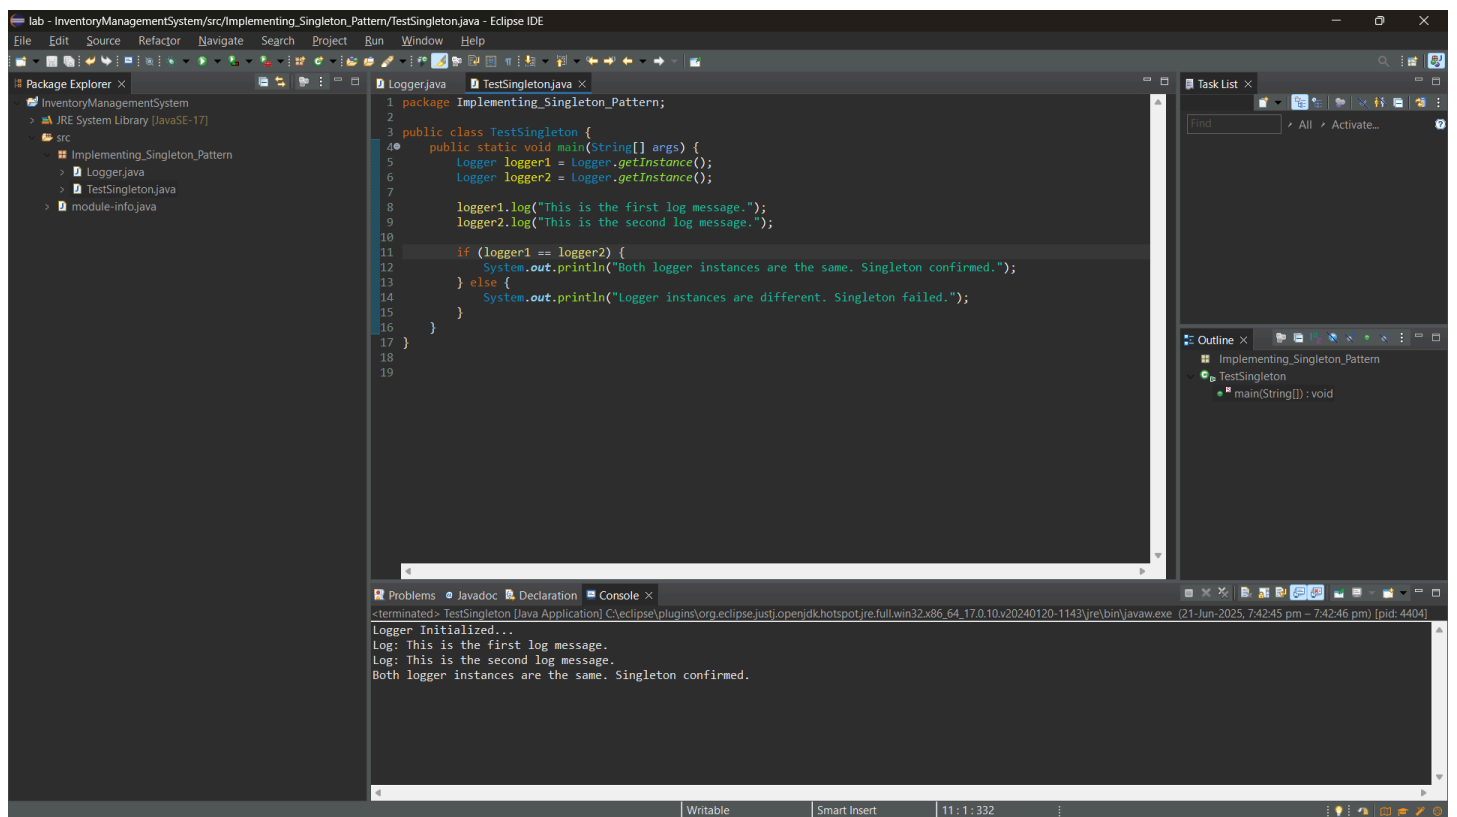 lab - InventoryManagementSystem/src/Implementing_Singleton_Pattern/TestSingleton.java - Eclipse IDE
File Edit Source Refactor Navigate Search Project Run Window Help
Package Explorer
InventoryManagementSystem
JRE System Library [JavaSE-17]
src
Implementing_Singleton_Pattern
Logger.java
TestSingleton.java
module-info.java
Logger.java TestSingleton.java
1 package Implementing_Singleton_Pattern;
2
3 public class TestSingleton {
4 public static void main(String[] args) {
5 Logger logger1 = Logger.getInstance();
6 Logger logger2 = Logger.getInstance();
7
8 logger1.log("This is the first log message.");
9 logger2.log("This is the second log message.");
10
11 if (logger1 == logger2) {
12 System.out.println("Both logger instances are the same. Singleton confirmed.");
13 } else {
14 System.out.println("Logger instances are different. Singleton failed.");
15 }
16 }
17 }
18
19
Task List
Find All Activate...
Outline
Implementing_Singleton_Pattern
TestSingleton
main(String[]) : void
Problems Javadoc Declaration Console
<terminated> TestSingleton [Java Application] C:\eclipse\plugins\org.eclipse.justj.openjdk.hotspot.jre.full.win32.x86_64_17.0.10.v20240120-1143\jre\bin\javaw.exe (21-Jun-2025, 7:42:45 pm – 7:42:46 pm) [pid: 4404]
Logger Initialized...
Log: This is the first log message.
Log: This is the second log message.
Both logger instances are the same. Singleton confirmed.
Writable Smart Insert 11 : 1 : 332